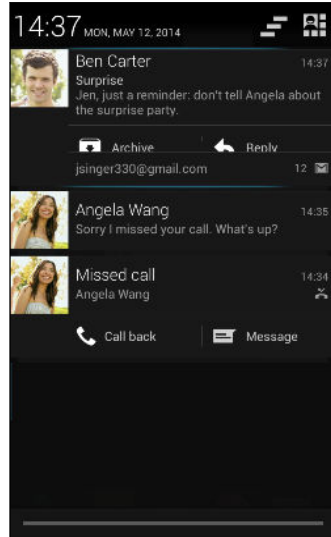 14:37 MON, MAY 12, 2014
Ben Carter 14:37
Surprise
Jen, just a reminder: don't tell Angela about
the surprise party.
Archive Reply
jsinger330@gmail.com 12
Angela Wang 14:35
Sorry I missed your call. What's up?
Missed call 14:34
Angela Wang
Call back Message